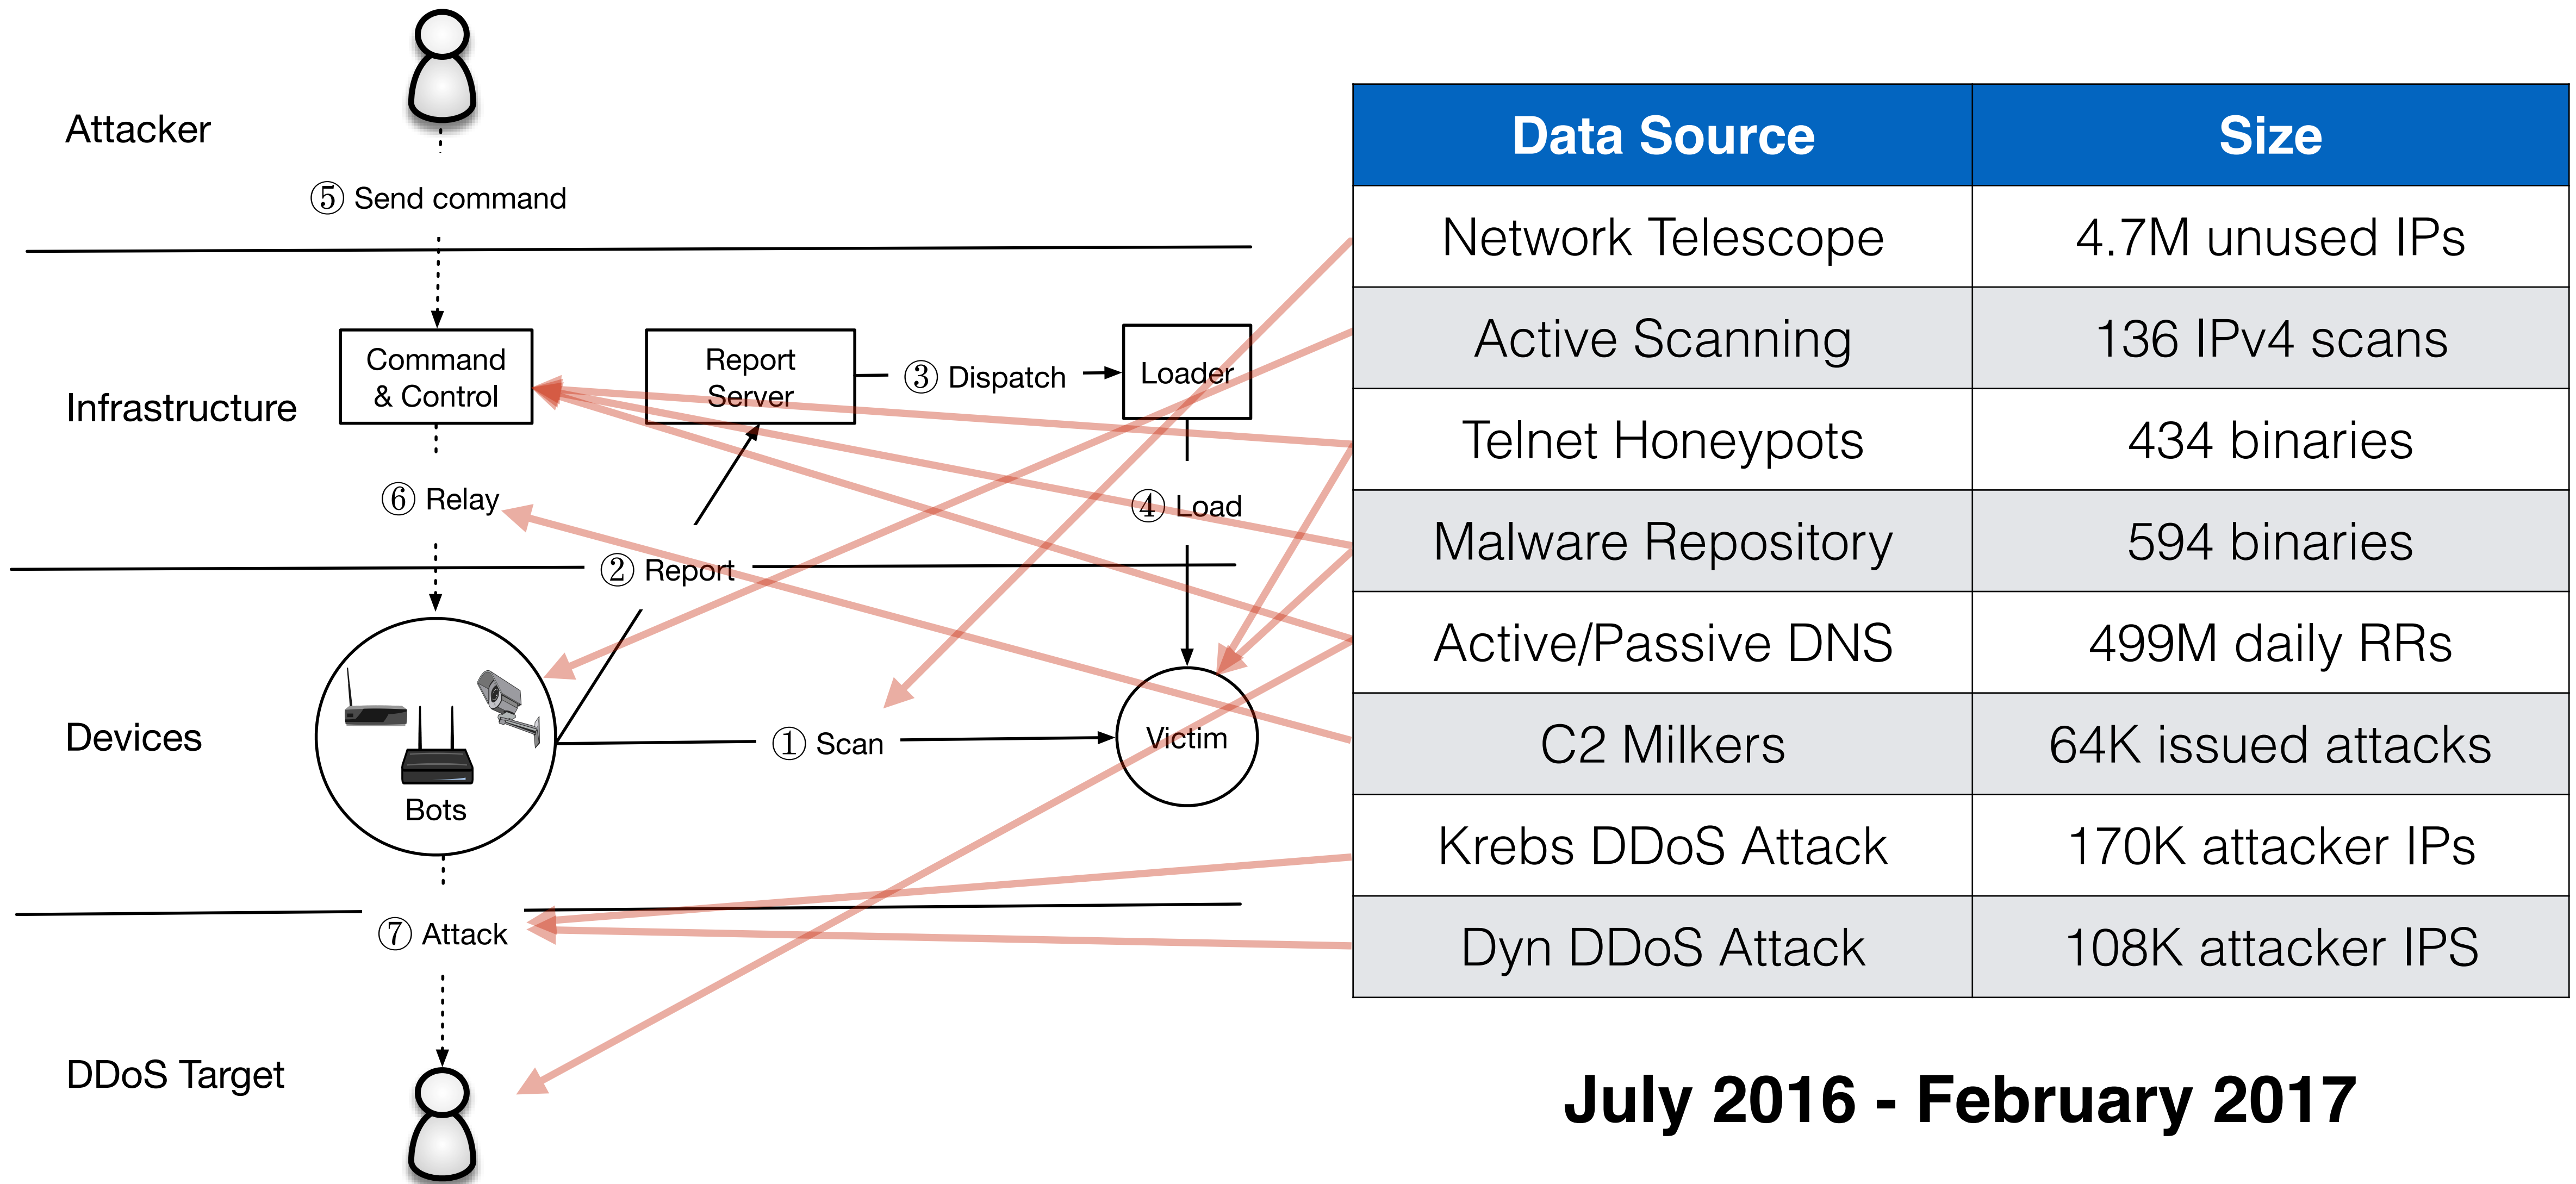 Attacker
⑤ Send command
Infrastructure
Command
& Control
Report
Server
③ Dispatch
Loader
⑥ Relay
④ Load
② Report
Devices
Bots
① Scan
Victim
⑦ Attack
DDoS Target
Data Source Size
Network Telescope 4.7M unused IPs
Active Scanning 136 IPv4 scans
Telnet Honeypots 434 binaries
Malware Repository 594 binaries
Active/Passive DNS 499M daily RRs
C2 Milkers 64K issued attacks
Krebs DDoS Attack 170K attacker IPs
Dyn DDoS Attack 108K attacker IPS
July 2016 - February 2017